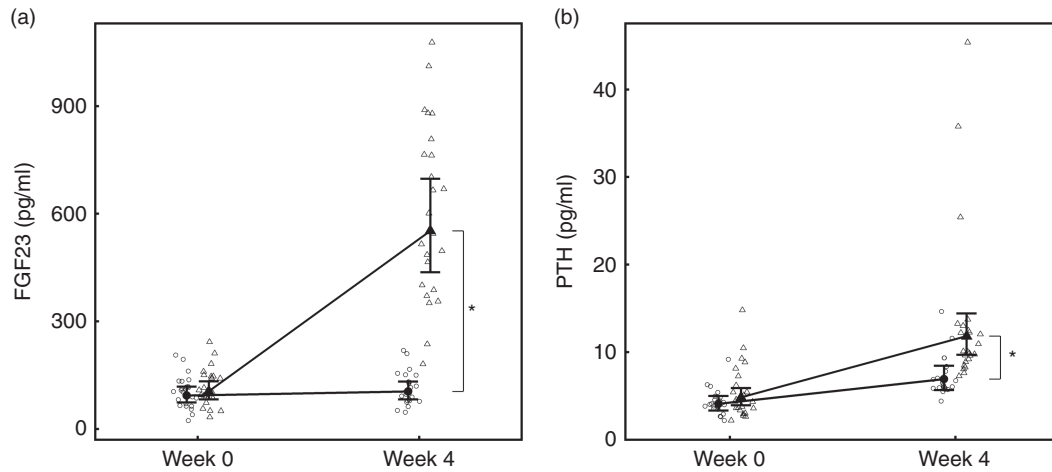 (a)
FGF23 (pg/ml)
900
600
300
0
*
Week 0
Week 4
(b)
PTH (pg/ml)
40
30
20
10
0
*
Week 0
Week 4